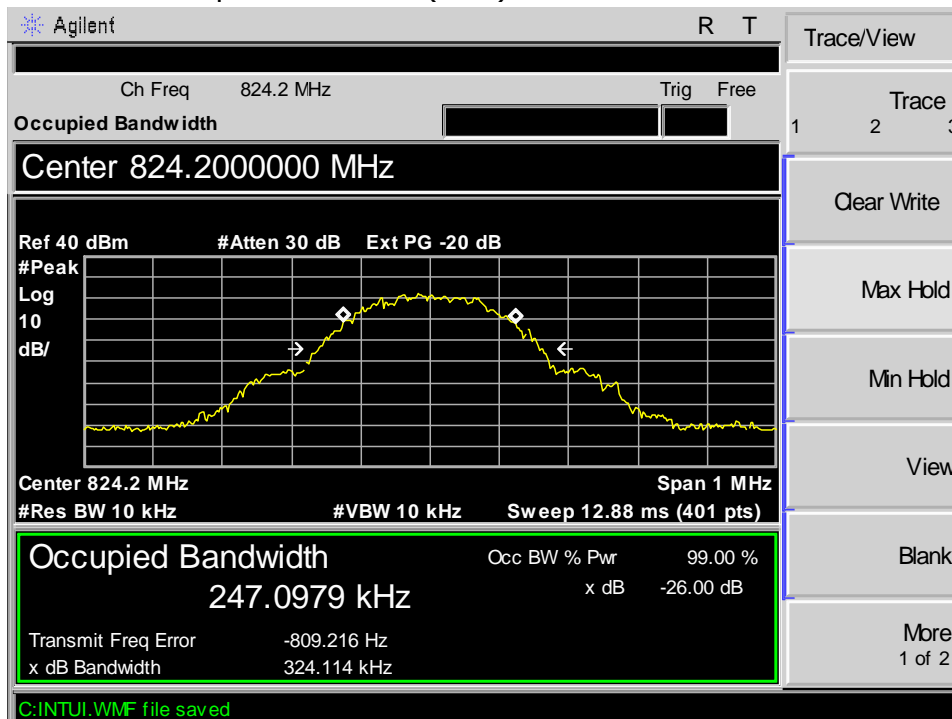 Agilent
R T
Trace/View
Ch Freq 824.2 MHz
Trig Free
Occupied Bandwidth
Center 824.2000000 MHz
Ref 40 dBm #Atten 30 dB Ext PG -20 dB
#Peak
Log
10
dB/
Center 824.2 MHz Span 1 MHz
#Res BW 10 kHz #VBW 10 kHz Sweep 12.88 ms (401 pts)
Occupied Bandwidth
247.0979 kHz
Occ BW % Pwr 99.00 %
x dB -26.00 dB
Transmit Freq Error -809.216 Hz
x dB Bandwidth 324.114 kHz
C:INTUI.WMF file saved
Trace
1 2 3
Clear Write
Max Hold
Min Hold
View
Blank
More
1 of 2